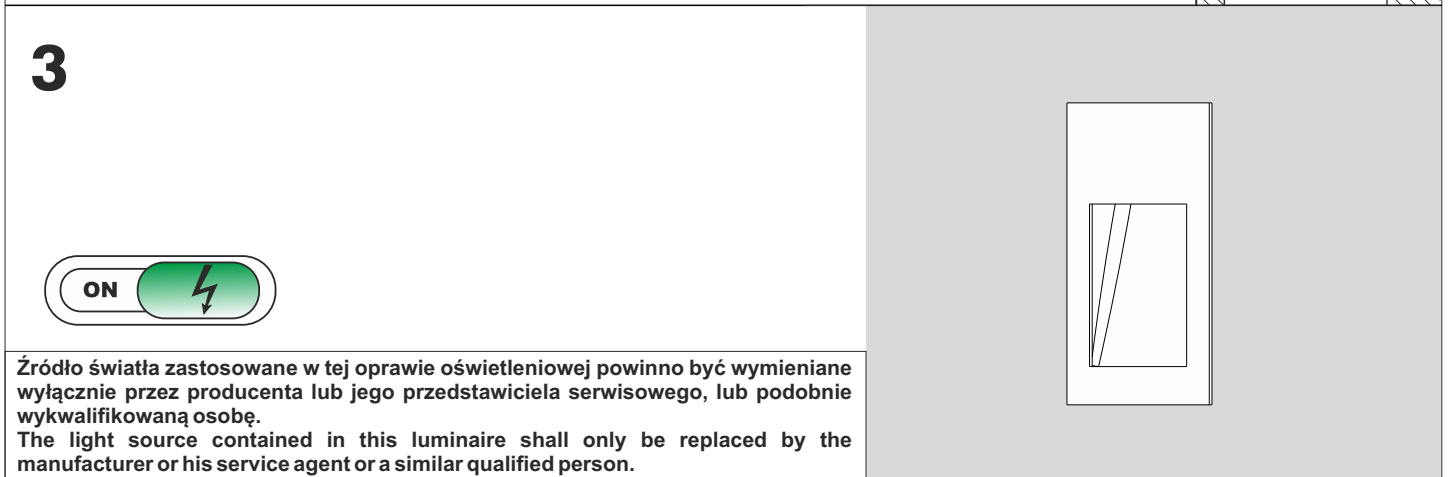 3
ON
Źródło światła zastosowane w tej oprawie oświetleniowej powinno być wymieniane
wyłącznie przez producenta lub jego przedstawiciela serwisowego, lub podobnie
wykwalifikowaną osobę.
The light source contained in this luminaire shall only be replaced by the
manufacturer or his service agent or a similar qualified person.